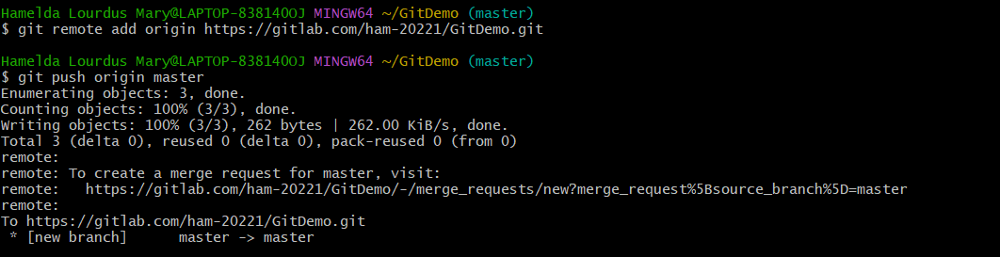 Hamelda Lourdus Mary@LAPTOP-838140OJ MINGW64 ~/GitDemo (master)
$ git remote add origin https://gitlab.com/ham-20221/GitDemo.git
Hamelda Lourdus Mary@LAPTOP-838140OJ MINGW64 ~/GitDemo (master)
$ git push origin master
Enumerating objects: 3, done.
Counting objects: 100% (3/3), done.
Writing objects: 100% (3/3), 262 bytes | 262.00 KiB/s, done.
Total 3 (delta 0), reused 0 (delta 0), pack-reused 0 (from 0)
remote:
remote: To create a merge request for master, visit:
remote:   https://gitlab.com/ham-20221/GitDemo/-/merge_requests/new?merge_request%5Bsource_branch%5D=master
remote:
To https://gitlab.com/ham-20221/GitDemo.git
 * [new branch]      master -> master